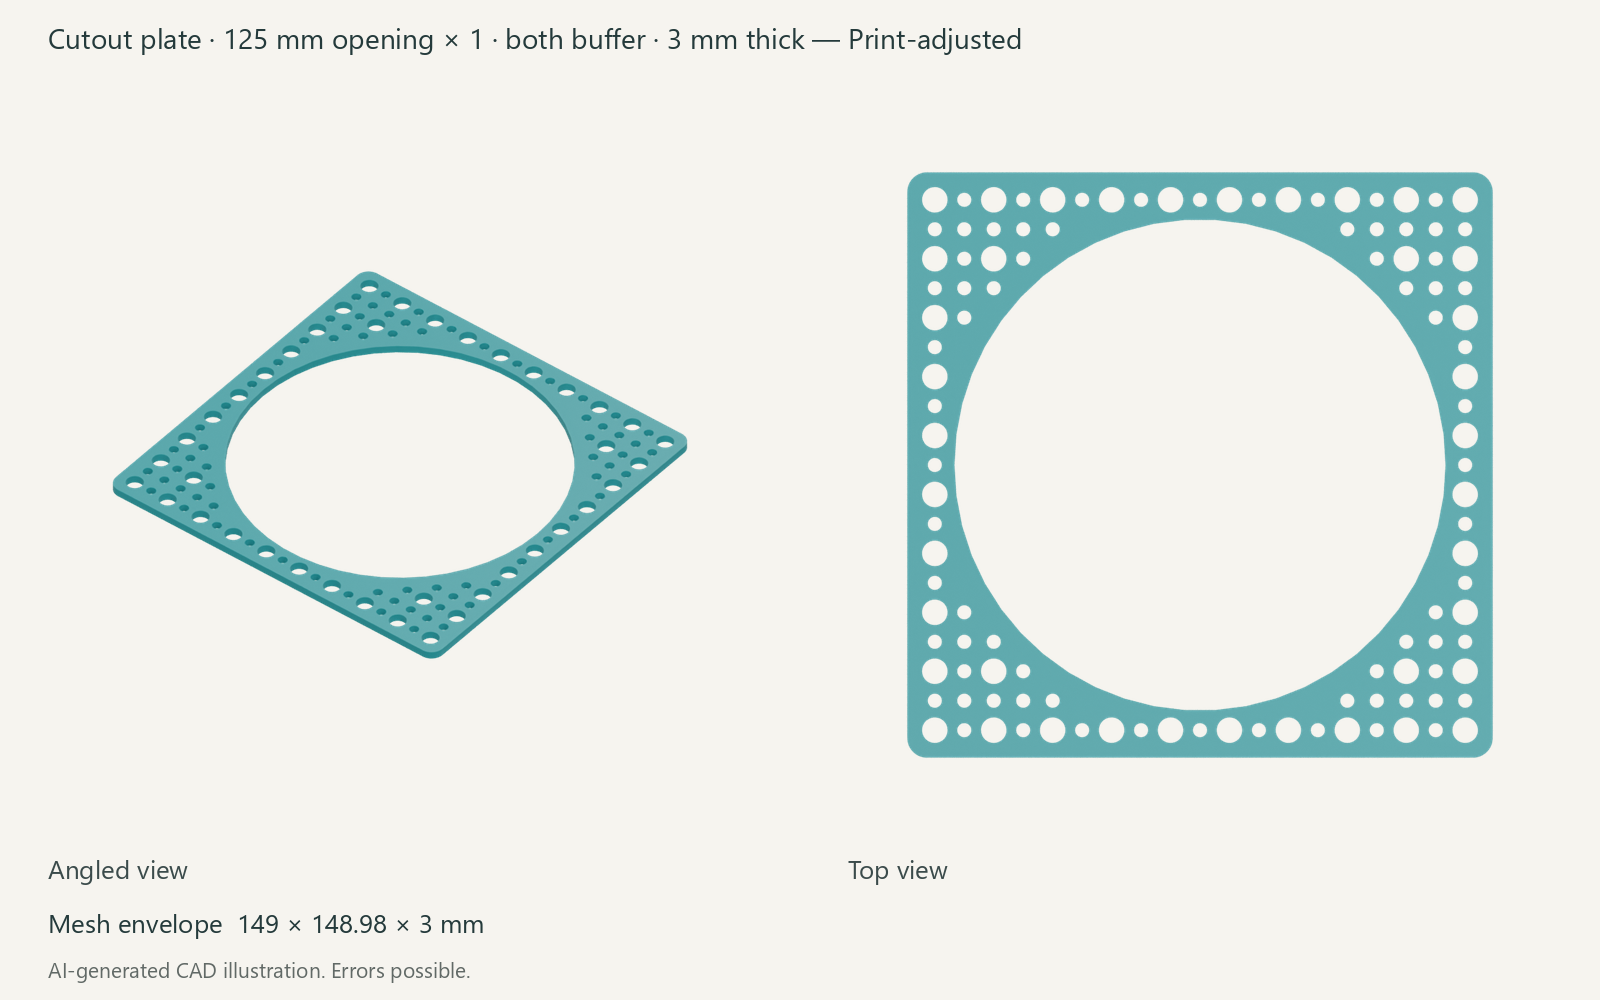 Cutout plate · 125 mm opening × 1 · both buffer · 3 mm thick — Print-adjusted
Angled view
Top view
Mesh envelope 149 × 148.98 × 3 mm
AI-generated CAD illustration. Errors possible.